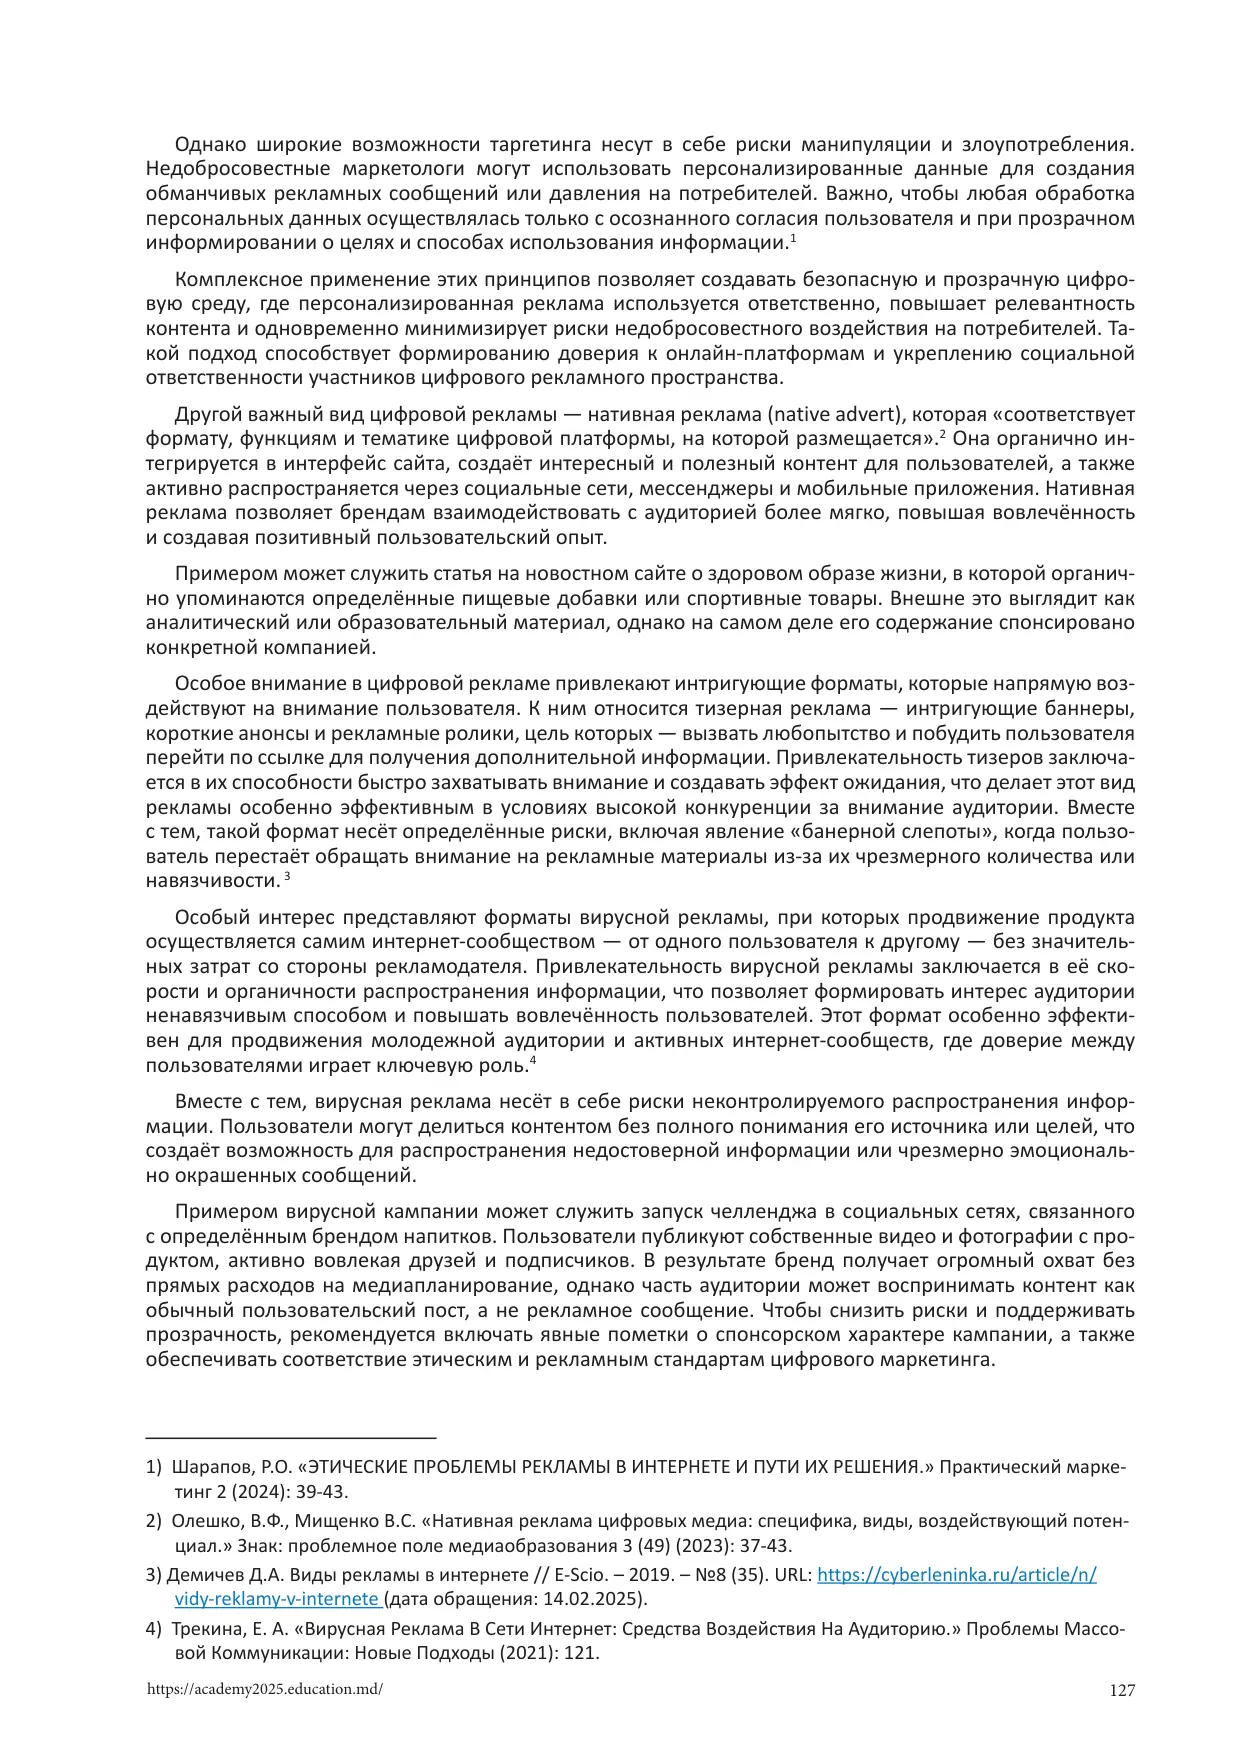 Однако широкие возможности таргетинга несут в себе риски манипуляции и злоупотребления.
Недобросовестные маркетологи могут использовать персонализированные данные для создания
обманчивых рекламных сообщений или давления на потребителей. Важно, чтобы любая обработка
персональных данных осуществлялась только с осознанного согласия пользователя и при прозрачном
информировании о целях и способах использования информации.1
Комплексное применение этих принципов позволяет создавать безопасную и прозрачную цифро-
вую среду, где персонализированная реклама используется ответственно, повышает релевантность
контента и одновременно минимизирует риски недобросовестного воздействия на потребителей. Та-
кой подход способствует формированию доверия к онлайн-платформам и укреплению социальной
ответственности участников цифрового рекламного пространства.
Другой важный вид цифровой рекламы — нативная реклама (native advert), которая «соответствует
формату, функциям и тематике цифровой платформы, на которой размещается».2 Она органично ин-
тегрируется в интерфейс сайта, создаёт интересный и полезный контент для пользователей, а также
активно распространяется через социальные сети, мессенджеры и мобильные приложения. Нативная
реклама позволяет брендам взаимодействовать с аудиторией более мягко, повышая вовлечённость
и создавая позитивный пользовательский опыт.
Примером может служить статья на новостном сайте о здоровом образе жизни, в которой органич-
но упоминаются определённые пищевые добавки или спортивные товары. Внешне это выглядит как
аналитический или образовательный материал, однако на самом деле его содержание спонсировано
конкретной компанией.
Особое внимание в цифровой рекламе привлекают интригующие форматы, которые напрямую воз-
действуют на внимание пользователя. К ним относится тизерная реклама — интригующие баннеры,
короткие анонсы и рекламные ролики, цель которых — вызвать любопытство и побудить пользователя
перейти по ссылке для получения дополнительной информации. Привлекательность тизеров заключа-
ется в их способности быстро захватывать внимание и создавать эффект ожидания, что делает этот вид
рекламы особенно эффективным в условиях высокой конкуренции за внимание аудитории. Вместе
с тем, такой формат несёт определённые риски, включая явление «банерной слепоты», когда пользо-
ватель перестаёт обращать внимание на рекламные материалы из-за их чрезмерного количества или
навязчивости. 3
Особый интерес представляют форматы вирусной рекламы, при которых продвижение продукта
осуществляется самим интернет-сообществом — от одного пользователя к другому — без значитель-
ных затрат со стороны рекламодателя. Привлекательность вирусной рекламы заключается в её ско-
рости и органичности распространения информации, что позволяет формировать интерес аудитории
ненавязчивым способом и повышать вовлечённость пользователей. Этот формат особенно эффекти-
вен для продвижения молодежной аудитории и активных интернет-сообществ, где доверие между
пользователями играет ключевую роль.4
Вместе с тем, вирусная реклама несёт в себе риски неконтролируемого распространения инфор-
мации. Пользователи могут делиться контентом без полного понимания его источника или целей, что
создаёт возможность для распространения недостоверной информации или чрезмерно эмоциональ-
но окрашенных сообщений.
Примером вирусной кампании может служить запуск челленджа в социальных сетях, связанного
с определённым брендом напитков. Пользователи публикуют собственные видео и фотографии с про-
дуктом, активно вовлекая друзей и подписчиков. В результате бренд получает огромный охват без
прямых расходов на медиапланирование, однако часть аудитории может воспринимать контент как
обычный пользовательский пост, а не рекламное сообщение. Чтобы снизить риски и поддерживать
прозрачность, рекомендуется включать явные пометки о спонсорском характере кампании, а также
обеспечивать соответствие этическим и рекламным стандартам цифрового маркетинга.
1) Шарапов, Р.О. «ЭТИЧЕСКИЕ ПРОБЛЕМЫ РЕКЛАМЫ В ИНТЕРНЕТЕ И ПУТИ ИХ РЕШЕНИЯ.» Практический марке-
тинг 2 (2024): 39-43.
2) Олешко, В.Ф., Мищенко В.С. «Нативная реклама цифровых медиа: специфика, виды, воздействующий потен-
циал.» Знак: проблемное поле медиаобразования 3 (49) (2023): 37-43.
3) Демичев Д.А. Виды рекламы в интернете // E-Scio. – 2019. – №8 (35). URL: https://cyberleninka.ru/article/n/
vidy-reklamy-v-internete (дата обращения: 14.02.2025).
4) Трекина, Е. А. «Вирусная Реклама В Сети Интернет: Средства Воздействия На Аудиторию.» Проблемы Массо-
вой Коммуникации: Новые Подходы (2021): 121.
https://academy2025.education.md/
127